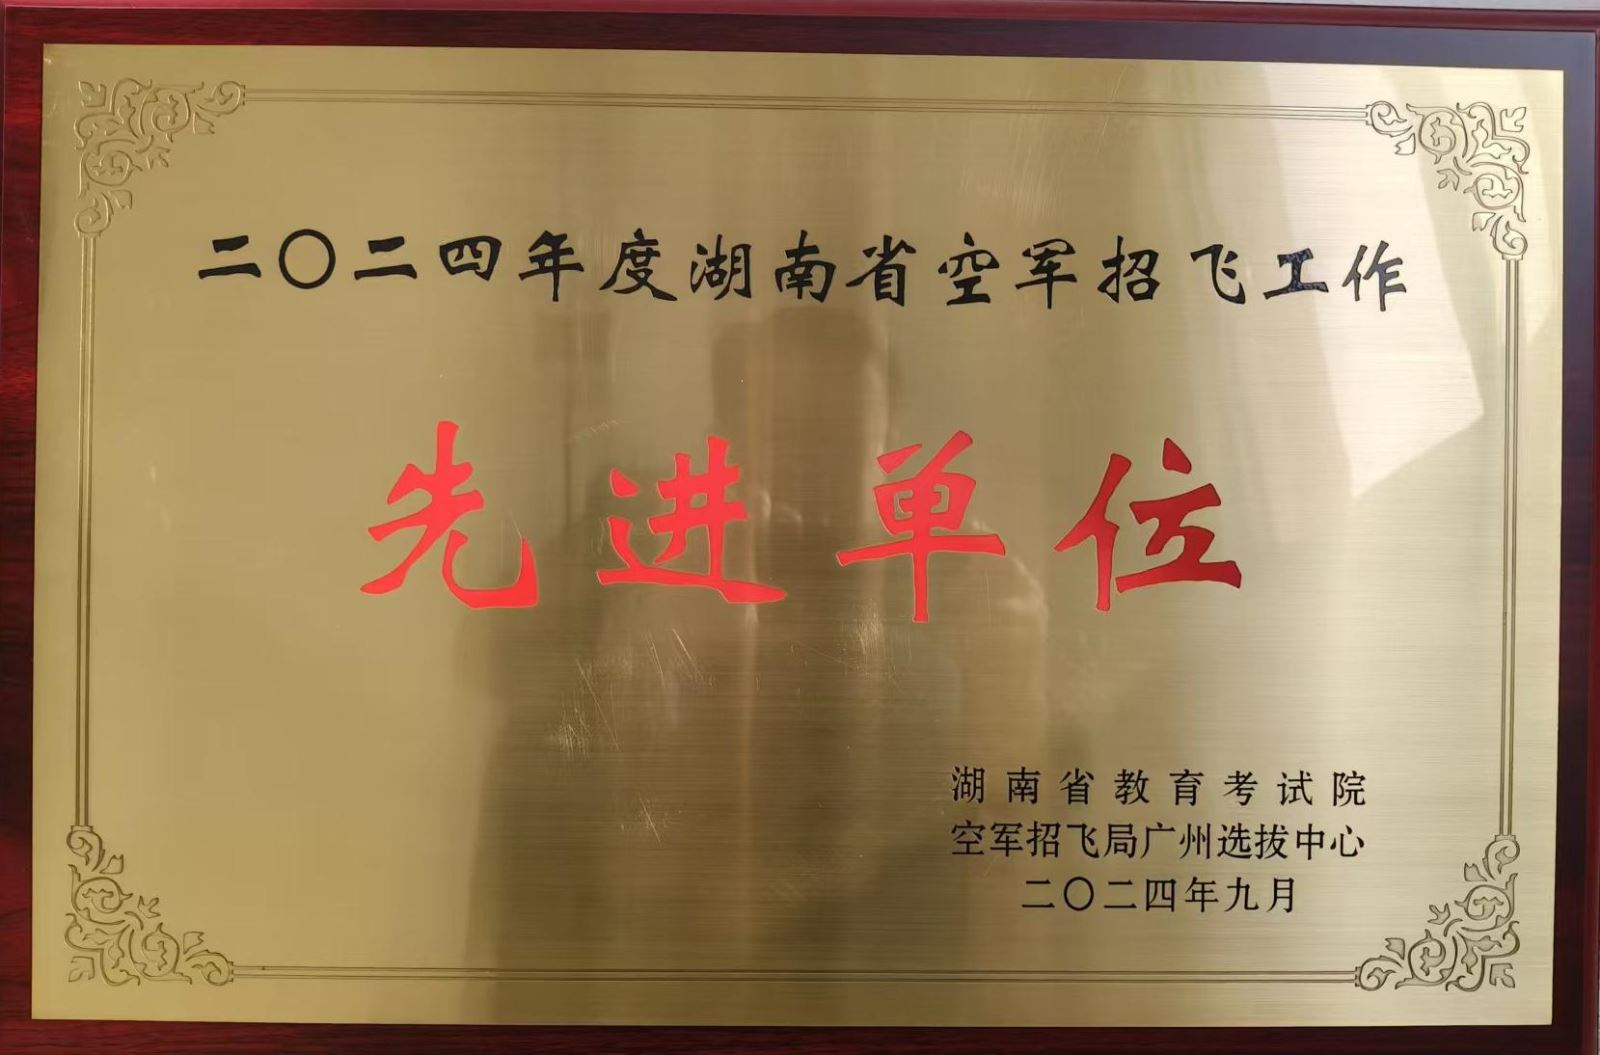 二〇二四年度湖南省空军招飞工作
先进单位
湖南省教育考试院
空军招飞局广州选拔中心
二〇二四年九月